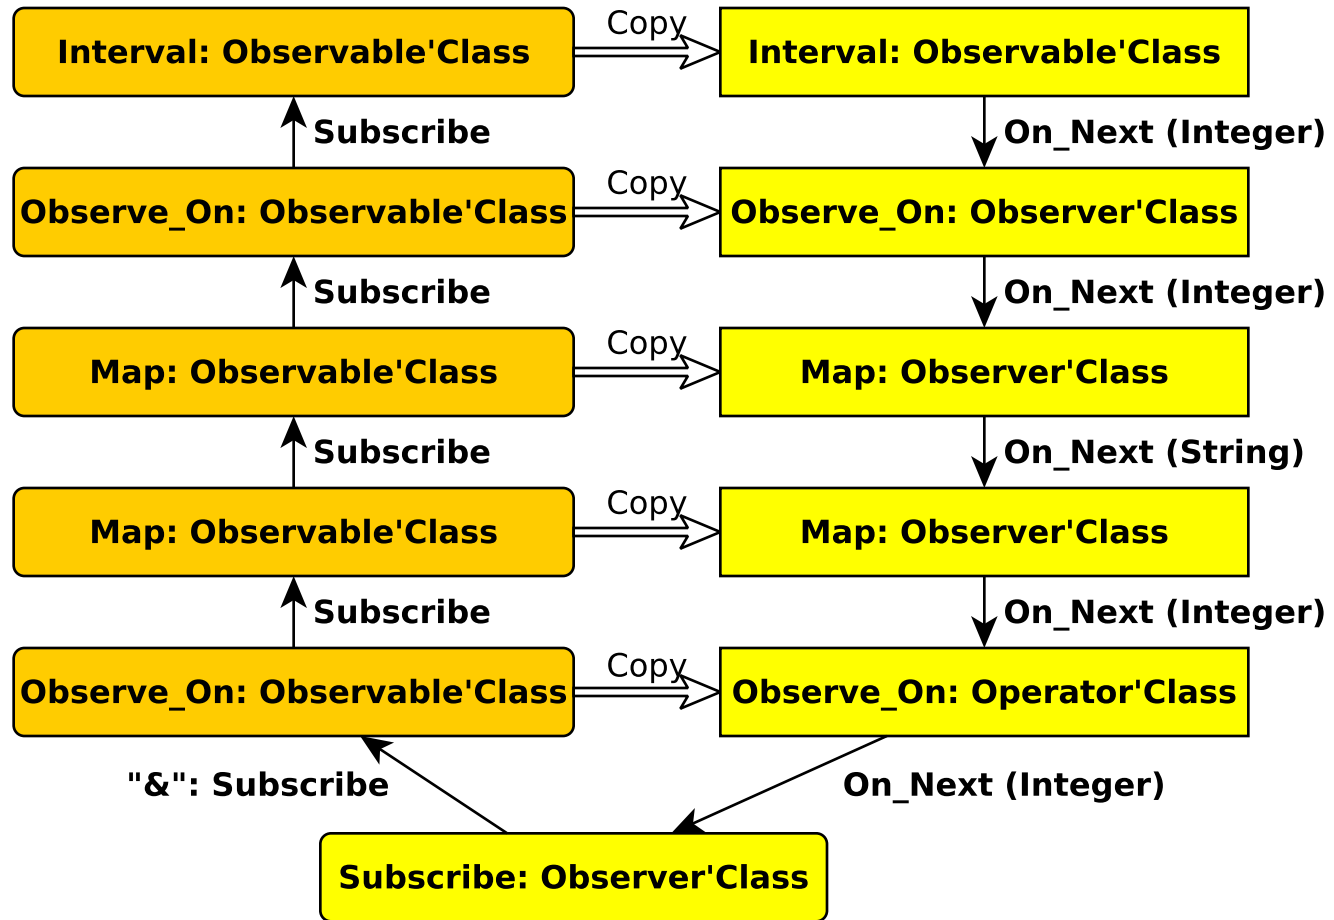 Interval: Observable'Class
Copy
Interval: Observable'Class
Subscribe
On_Next (Integer)
Observe_On: Observable'Class
Copy
Observe_On: Observer'Class
Subscribe
On_Next (Integer)
Map: Observable'Class
Copy
Map: Observer'Class
Subscribe
On_Next (String)
Map: Observable'Class
Copy
Map: Observer'Class
Subscribe
On_Next (Integer)
Observe_On: Observable'Class
Copy
Observe_On: Operator'Class
"&": Subscribe
On_Next (Integer)
Subscribe: Observer'Class